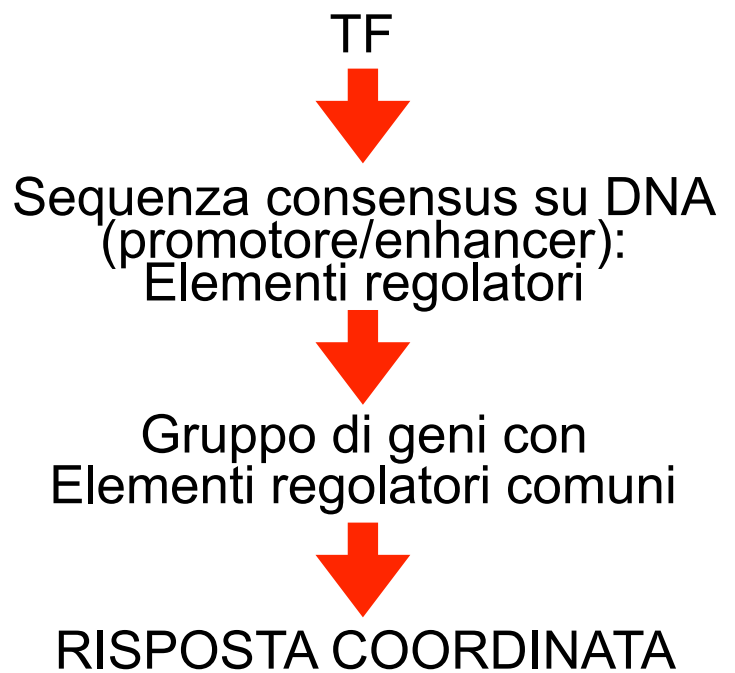 TF
Sequenza consensus su DNA
(promotore/enhancer):
Elementi regolatori
Gruppo di geni con
Elementi regolatori comuni
RISPOSTA COORDINATA